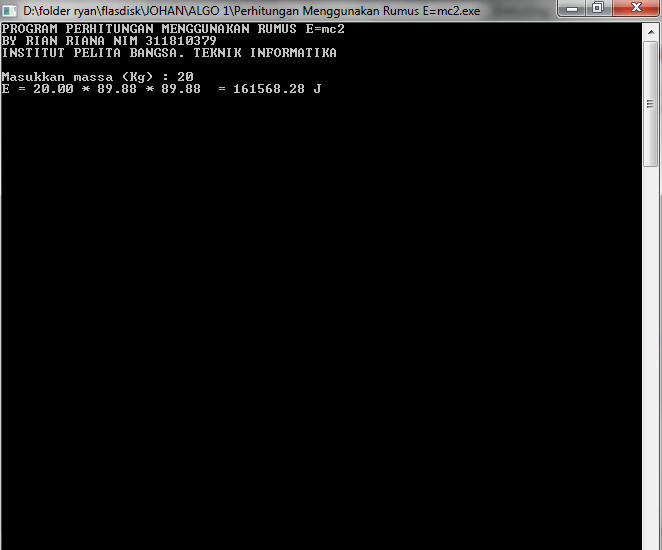 D:\folder ryan\flasdisk\JOHAN\ALGO 1\Perhitungan Menggunakan Rumus E=mc2.exe
PROGRAM PERHITUNGAN MENGGUNAKAN RUMUS E=mc2
BY RIAN RIANA NIM 311810379
INSTITUT PELITA BANGSA. TEKNIK INFORMATIKA
Masukkan massa (Kg) : 20
E = 20.00 * 89.88 * 89.88  = 161568.28 J